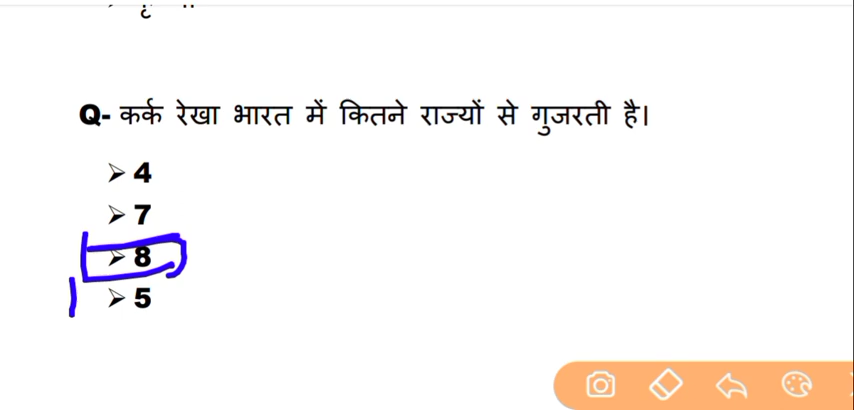 Q- कर्क रेखा भारत में कितने राज्यों से गुजरती है।
➢ 4
➢ 7
➢ 8
➢ 5